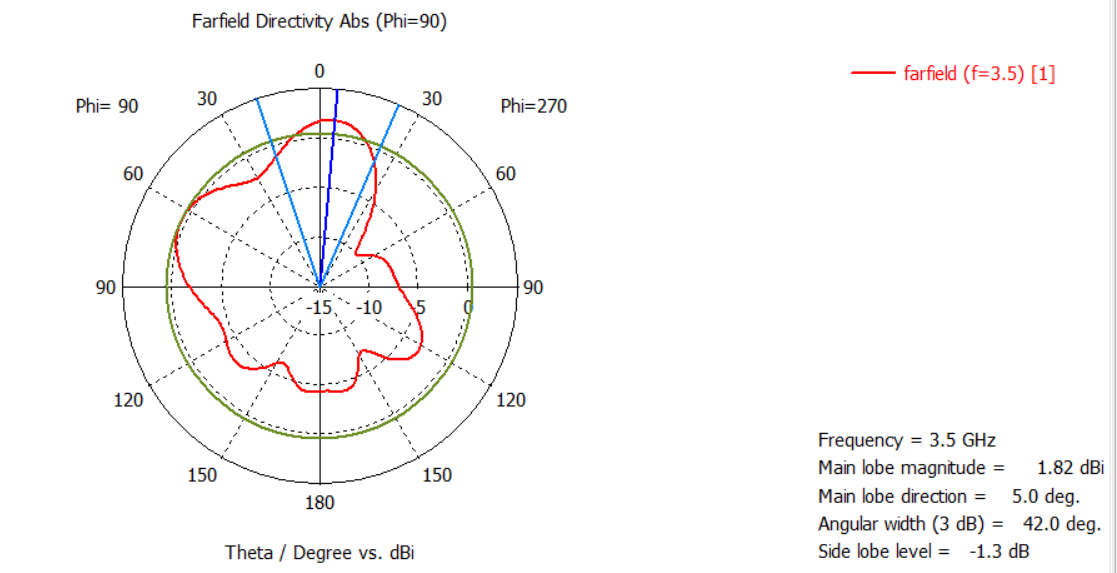 Farfield Directivity Abs (Phi=90)
farfield (f=3.5) [1]
0
Phi= 90
30
30
Phi=270
60
60
90
-15
-10
-5
0
90
120
120
150
150
180
Theta / Degree vs. dBi
Frequency = 3.5 GHz
Main lobe magnitude = 1.82 dBi
Main lobe direction = 5.0 deg.
Angular width (3 dB) = 42.0 deg.
Side lobe level = -1.3 dB